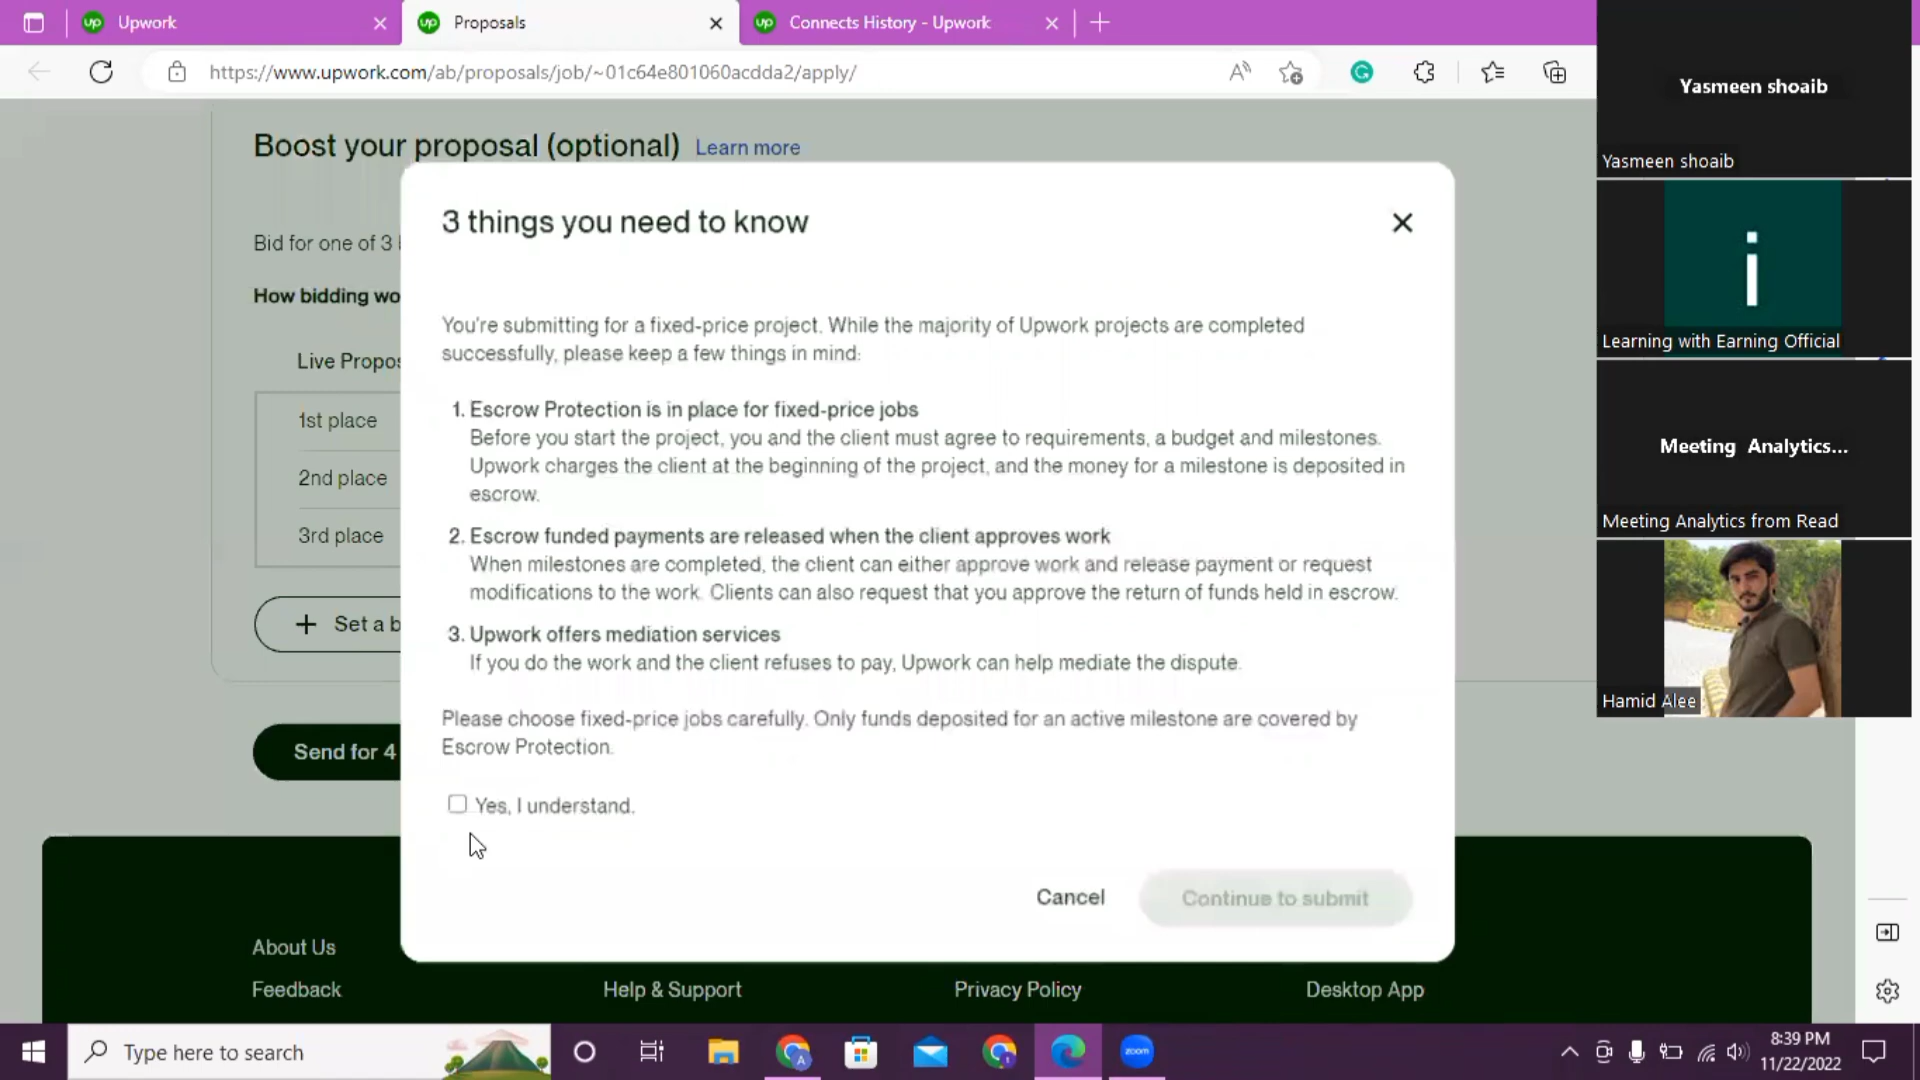 Upwork
Proposals
Connects History - Upwork
https://www.upwork.com/ab/proposals/job/~01c64e801060acdda2/apply/
Boost your proposal (optional) Learn more
Bid for one of 3
How bidding wo
Live Propos
1st place
2nd place
3rd place
+ Set a b
Send for 4
3 things you need to know
You're submitting for a fixed-price project. While the majority of Upwork projects are completed
successfully, please keep a few things in mind:
1. Escrow Protection is in place for fixed-price jobs
Before you start the project, you and the client must agree to requirements, a budget and milestones.
Upwork charges the client at the beginning of the project, and the money for a milestone is deposited in
escrow.
2. Escrow funded payments are released when the client approves work
When milestones are completed, the client can either approve work and release payment or request
modifications to the work. Clients can also request that you approve the return of funds held in escrow.
3. Upwork offers mediation services
If you do the work and the client refuses to pay, Upwork can help mediate the dispute.
Please choose fixed-price jobs carefully. Only funds deposited for an active milestone are covered by
Escrow Protection.
Yes, I understand.
Cancel
Continue to submit
About Us
Feedback
Help & Support
Privacy Policy
Desktop App
Yasmeen shoaib
Yasmeen shoaib
i
Learning with Earning Official
Meeting Analytics...
Meeting Analytics from Read
Hamid Alee
Type here to search
zoom
8:39 PM
11/22/2022